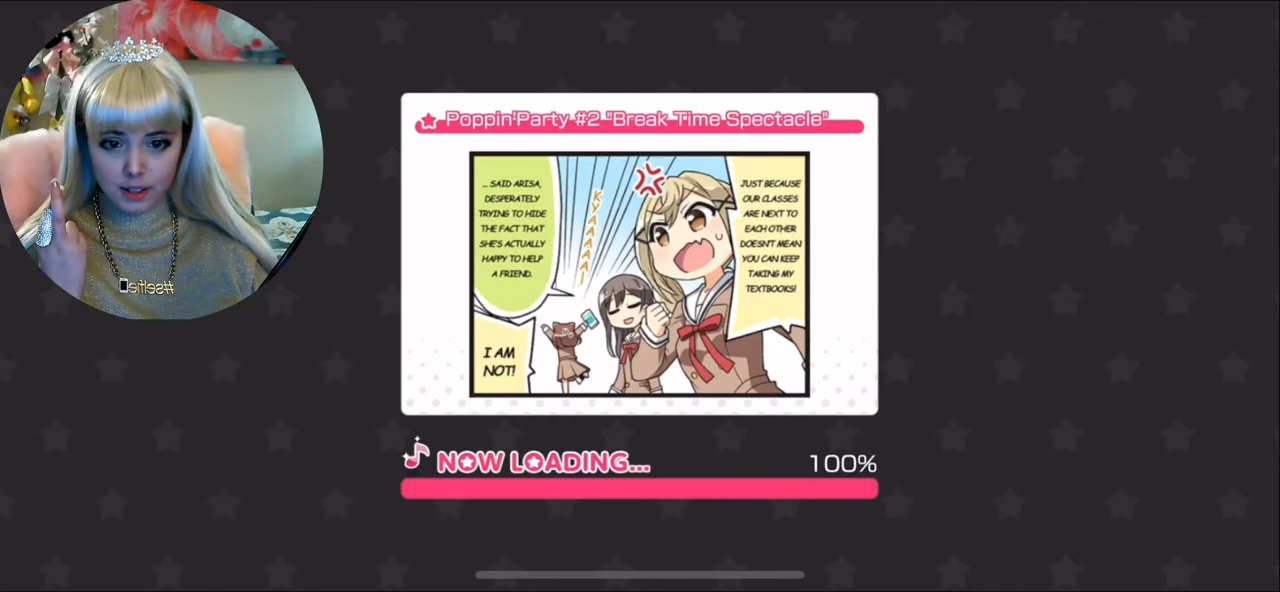 Poppin'Party #2 "Break Time Spectacle"
JUST BECAUSE
OUR CLASSES
ARE NEXT TO
EACH OTHER
DOESN'T MEAN
YOU CAN KEEP
TAKING MY
TEXTBOOKS!
KYAAAAA!
... SAID ARISA,
DESPERATELY
TRYING TO HIDE
THE FACT THAT
SHE'S ACTUALLY
HAPPY TO HELP
A FRIEND.
I AM
NOT!
NOW LOADING...
100%
#selfie